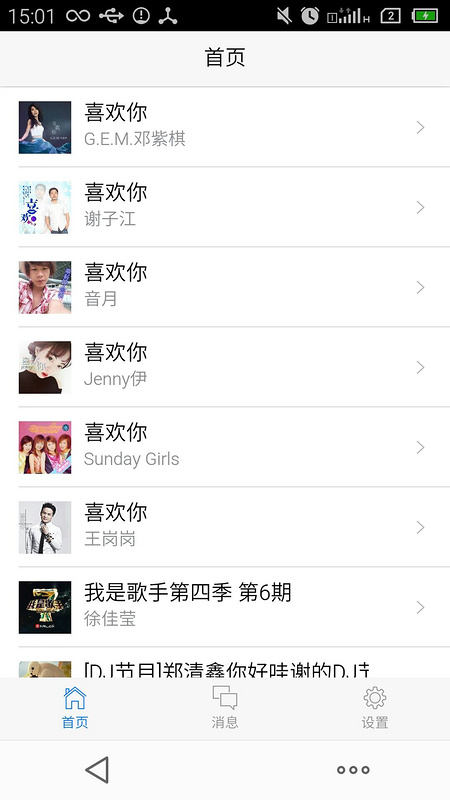 15:01
H
2
首页
喜欢你
G.E.M.邓紫棋
喜欢你
谢子江
喜欢你
音月
喜欢你
Jenny伊
喜欢你
Sunday Girls
喜欢你
王岗岗
我是歌手第四季 第6期
徐佳莹
[DJ节目]郑清鑫你好哇谢的DJ节
首页
消息
设置